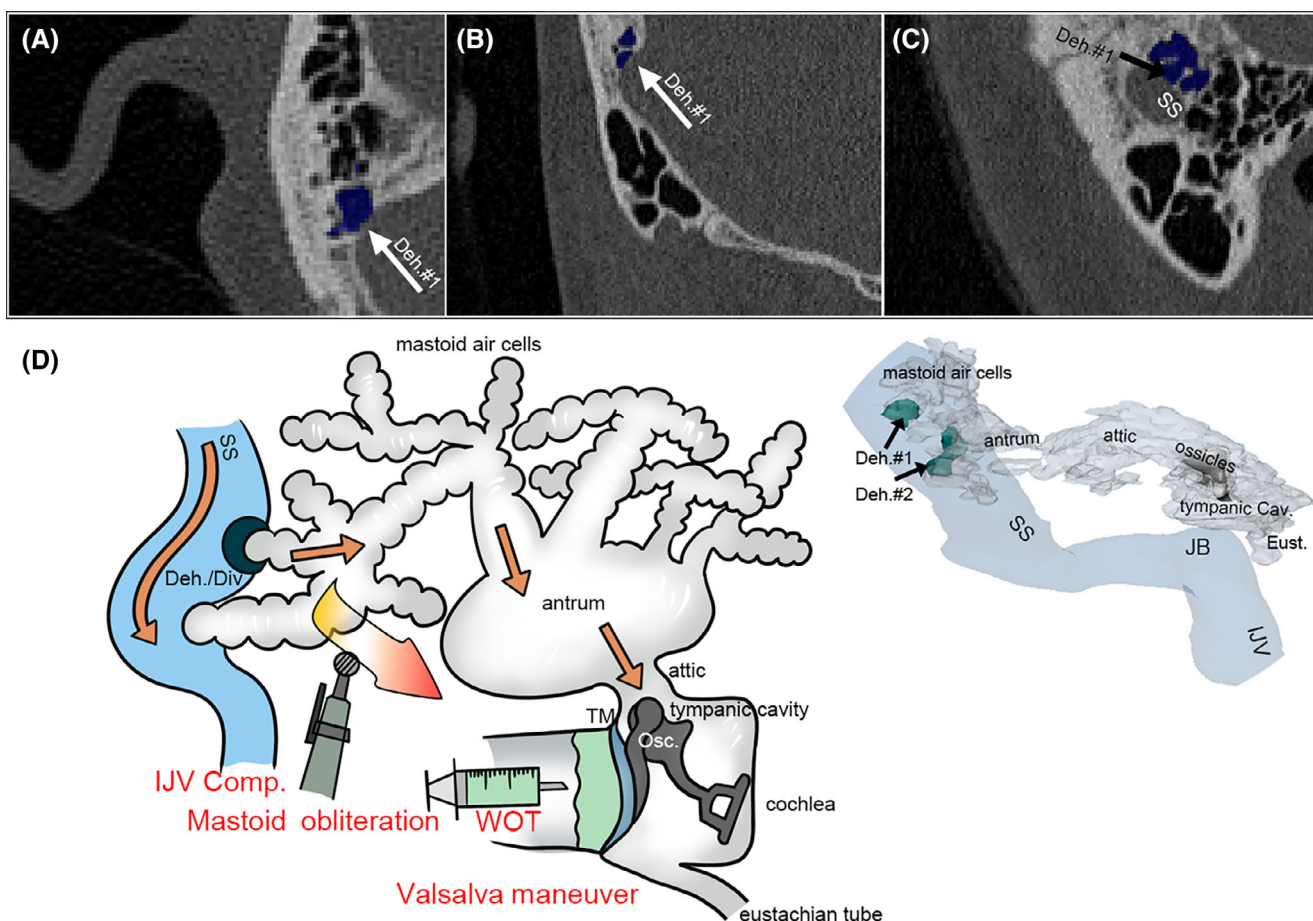 (A)
Deh.#1
(B)
Deh.#1
(C)
Deh.#1
SS
(D)
mastoid air cells
SS
Deh./Div
antrum
attic
TM
tympanic cavity
Osc.
IJV Comp.
Mastoid obliteration
WOT
cochlea
Valsalva maneuver
eustachian tube
mastoid air cells
Deh.#1
Deh.#2
antrum
attic
ossicles
tympanic Cav.
Eust.
SS
JB
IJV